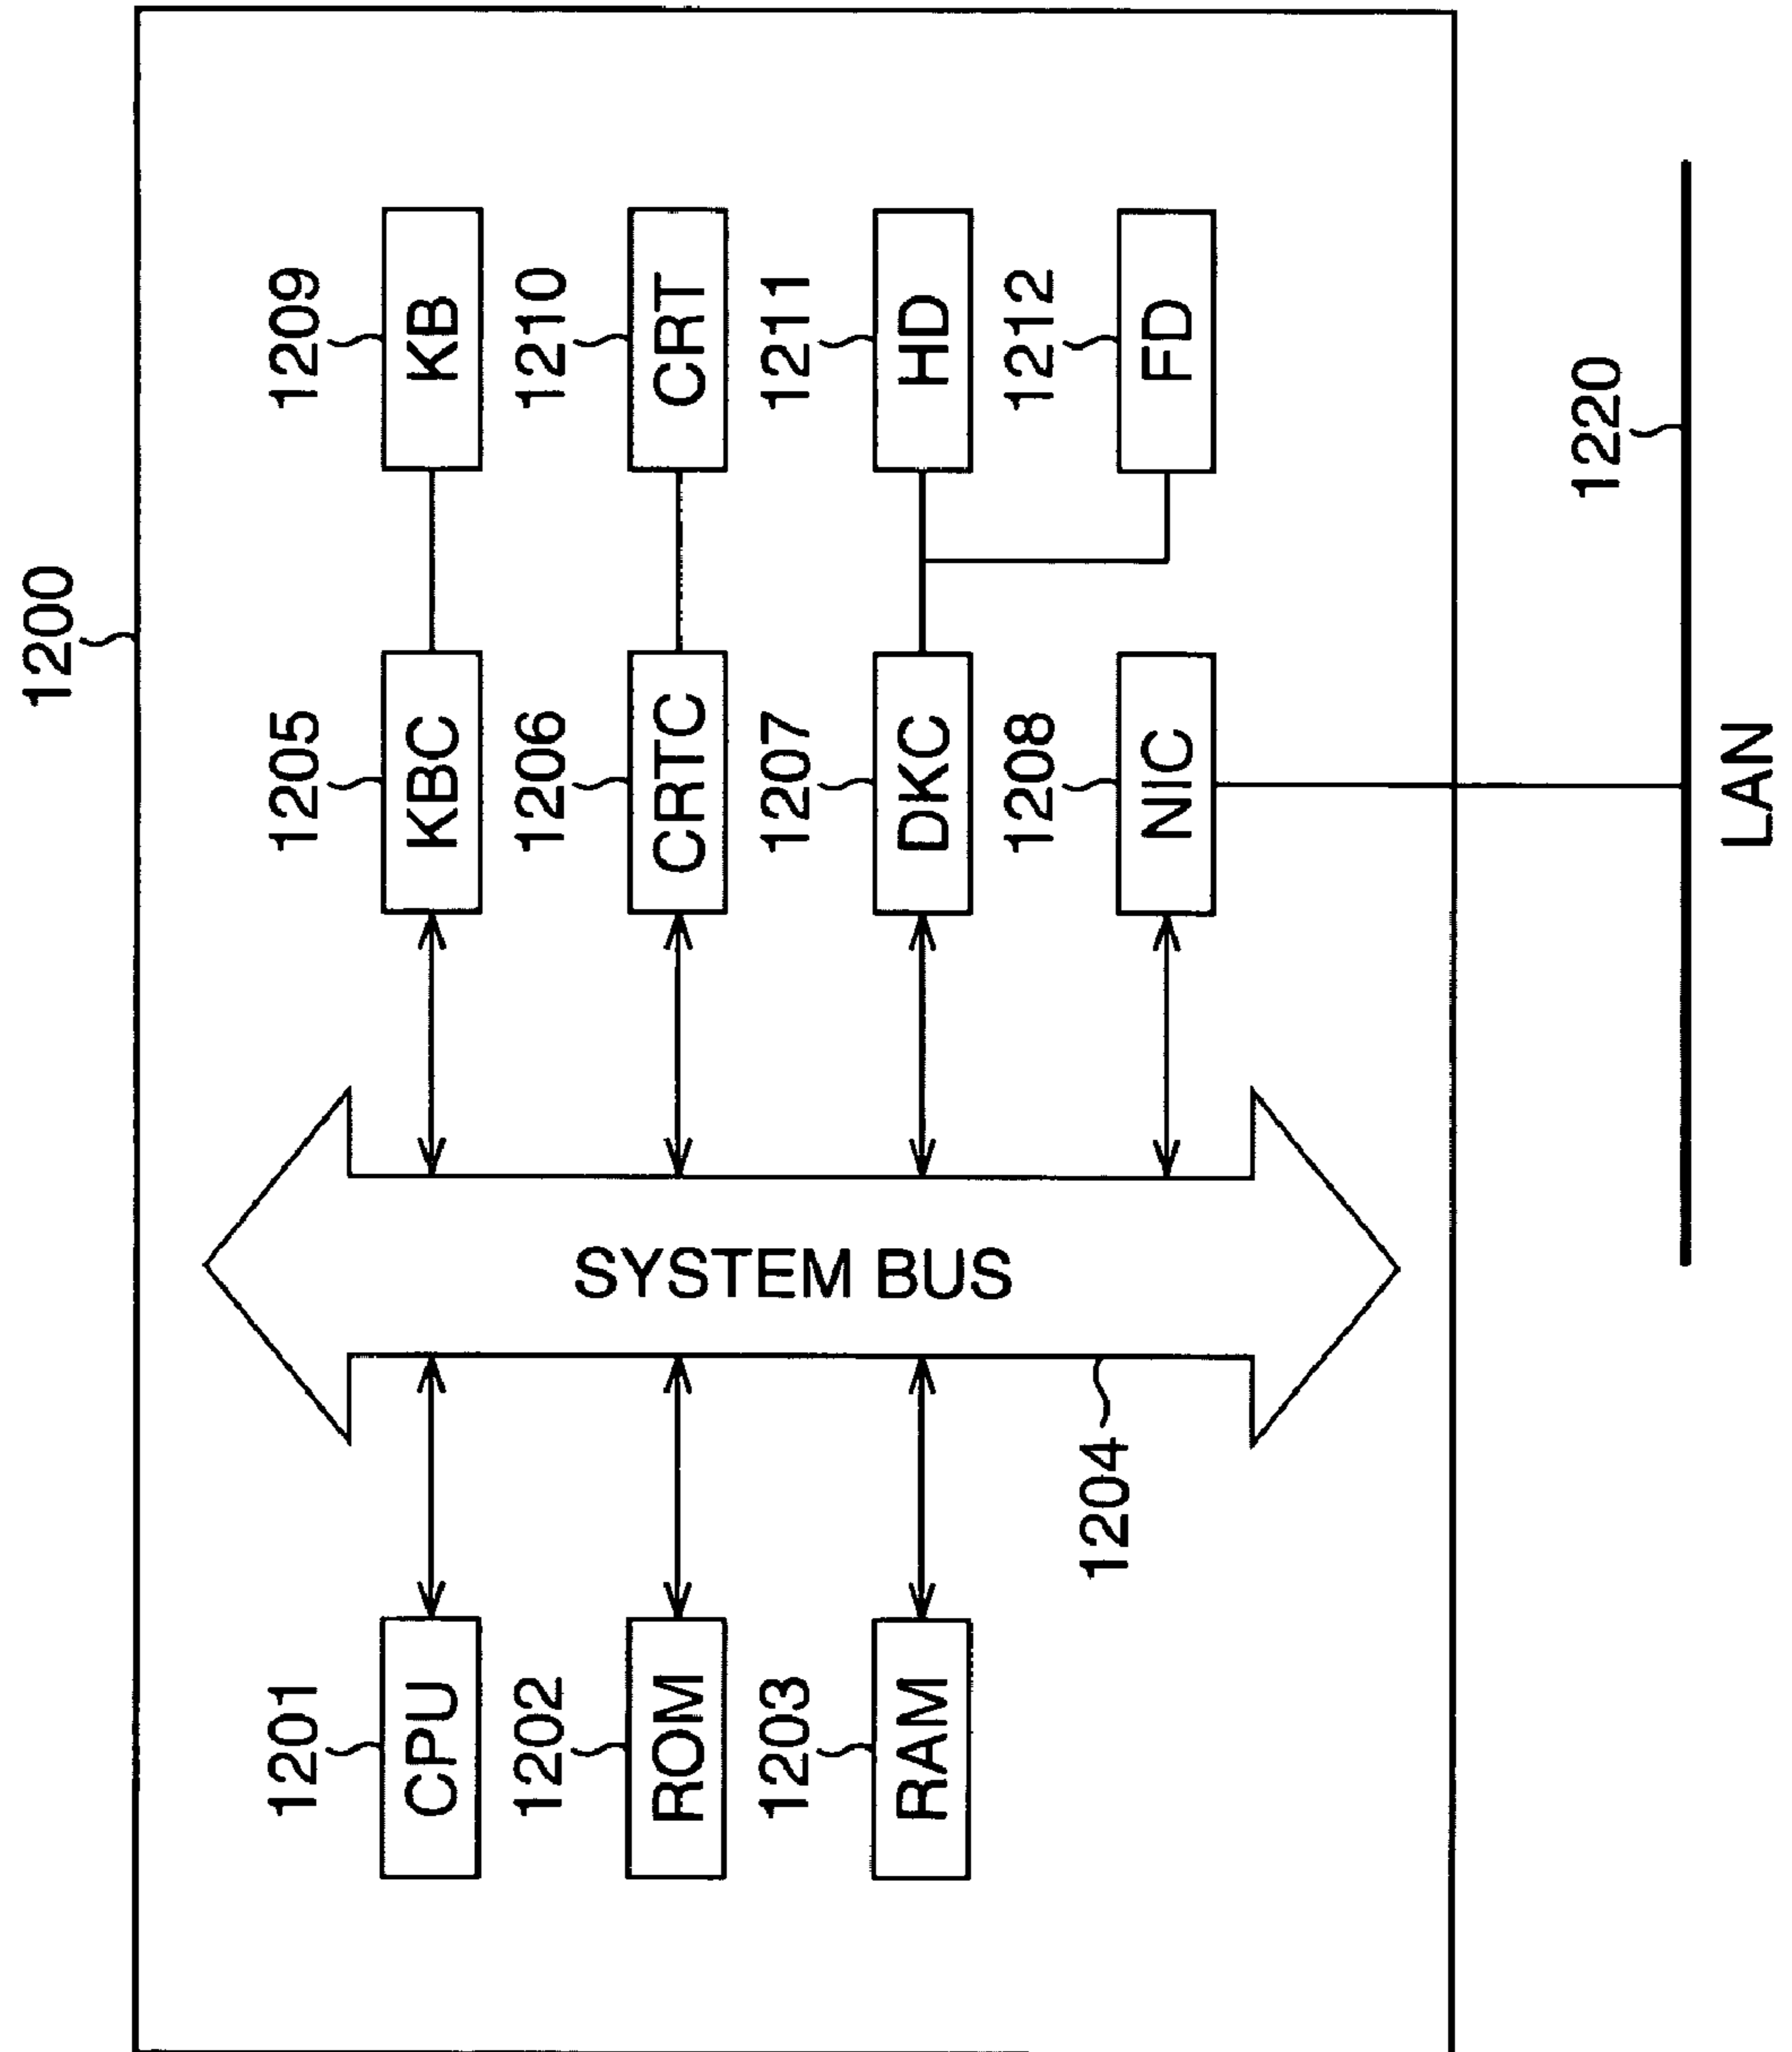 1200
1201
CPU
1202
ROM
1203
RAM
SYSTEM BUS
1204
1205
KBC
1206
CRTC
1207
DKC
1208
NIC
1209
KB
1210
CRT
1211
HD
1212
FD
1220
LAN